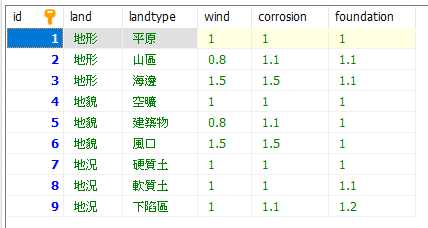 id land landtype wind corrosion foundation
1 地形 平原 1 1 1
2 地形 山區 0.8 1.1 1.1
3 地形 海邊 1.5 1.5 1.1
4 地貌 空曠 1 1 1
5 地貌 建築物 0.8 1.1 1
6 地貌 風口 1.5 1.5 1
7 地況 硬質土 1 1 1
8 地況 軟質土 1 1 1.1
9 地況 下陷區 1 1.1 1.2